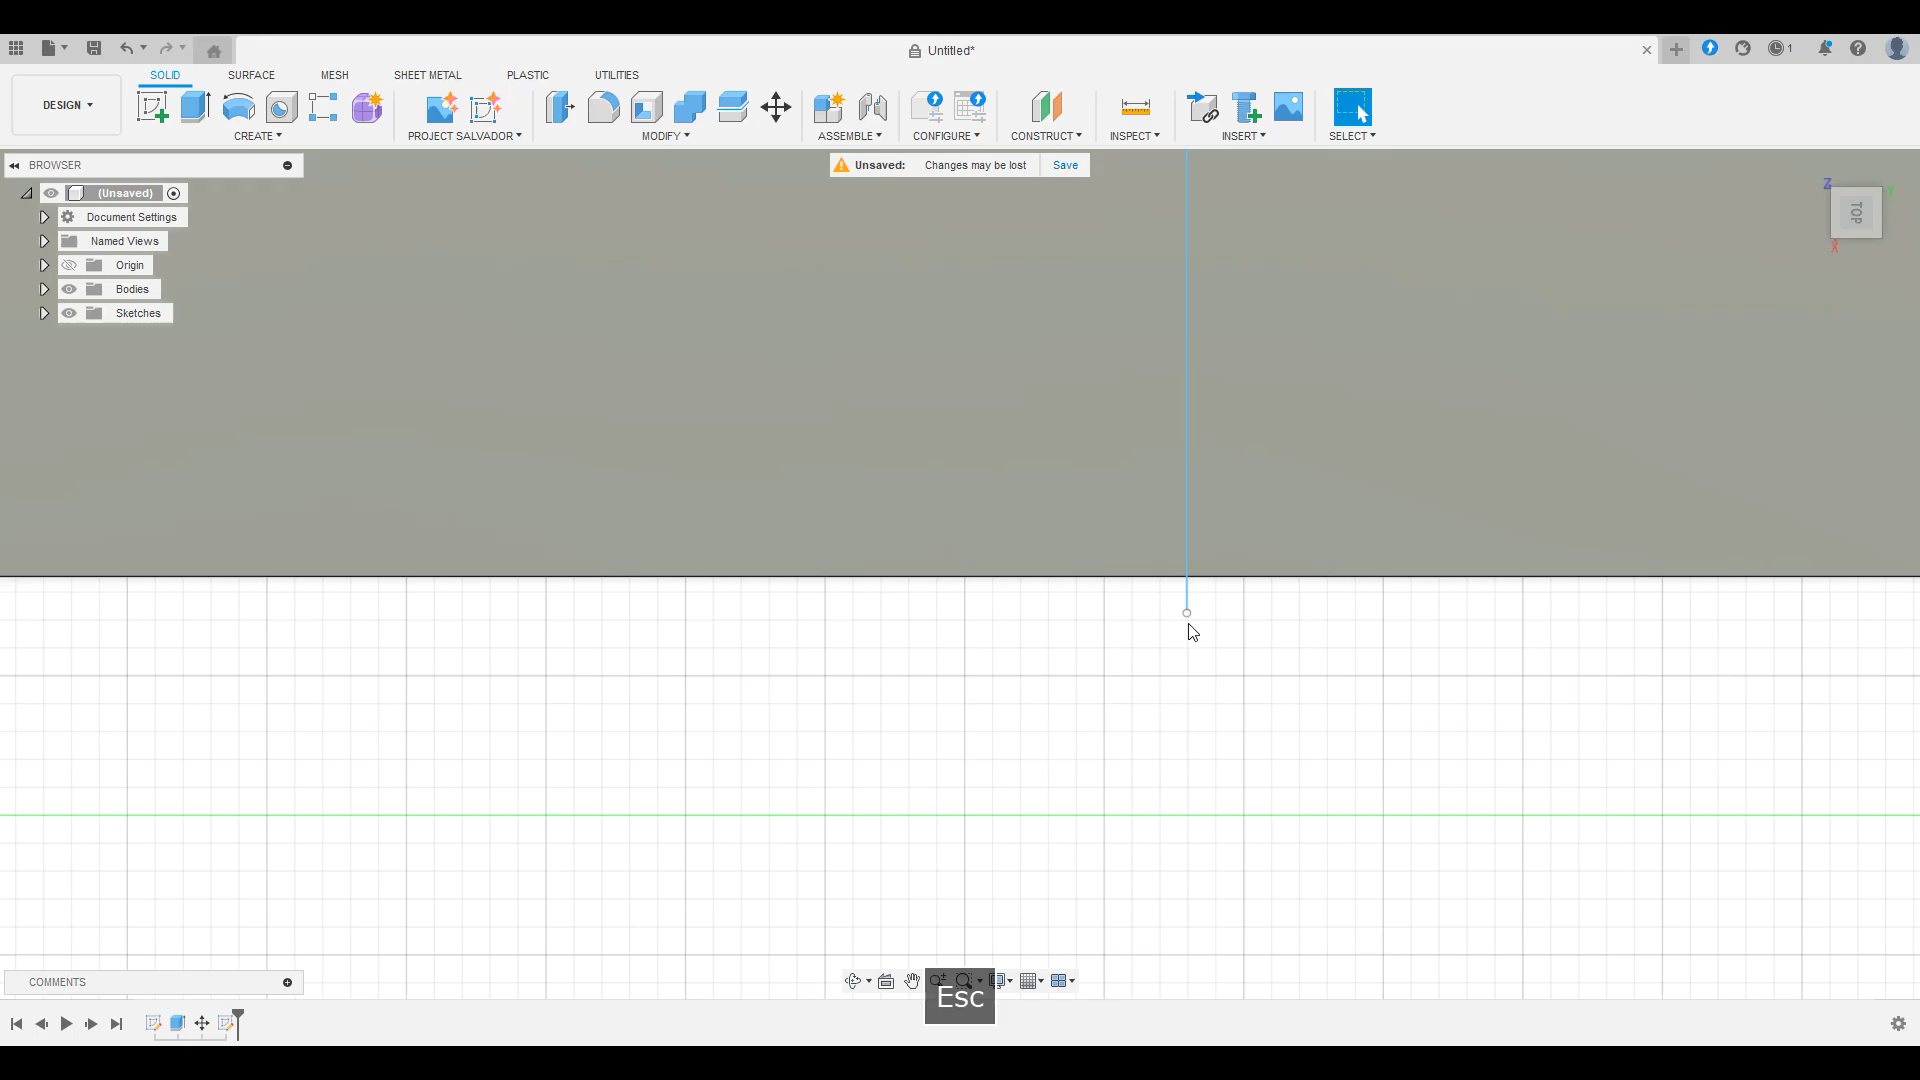 Untitled*
1
DESIGN
SOLID
SURFACE
MESH
SHEET METAL
PLASTIC
UTILITIES
CREATE
PROJECT SALVADOR
MODIFY
ASSEMBLE
CONFIGURE
CONSTRUCT
INSPECT
INSERT
SELECT
BROWSER
Unsaved: Changes may be lost Save
(Unsaved)
Document Settings
Named Views
Origin
Bodies
Sketches
Z
Y
X
TOP
COMMENTS
Esc